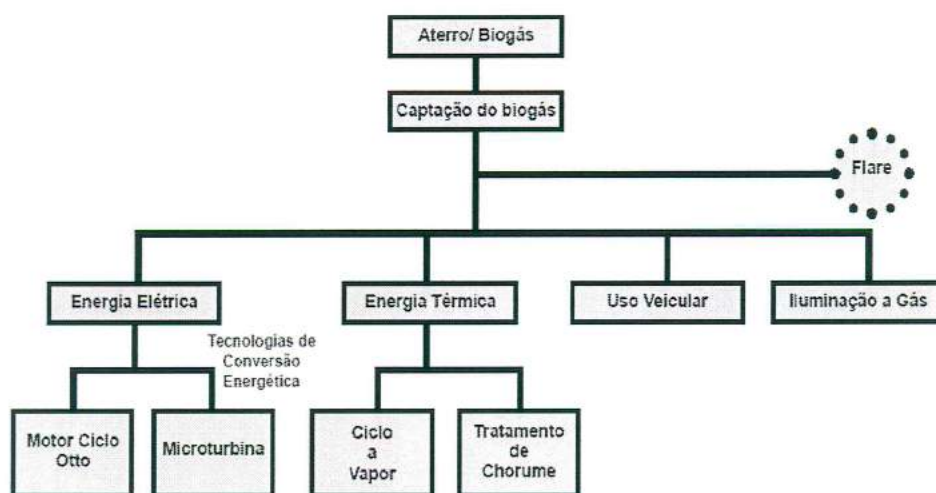 Aterro/ Biogás
Captação do biogás
Flare
Energia Elétrica
Energia Térmica
Uso Veicular
Iluminação a Gás
Tecnologias de
Conversão
Energética
Motor Ciclo
Otto
Microturbina
Ciclo
a
Vapor
Tratamento
de
Chorume